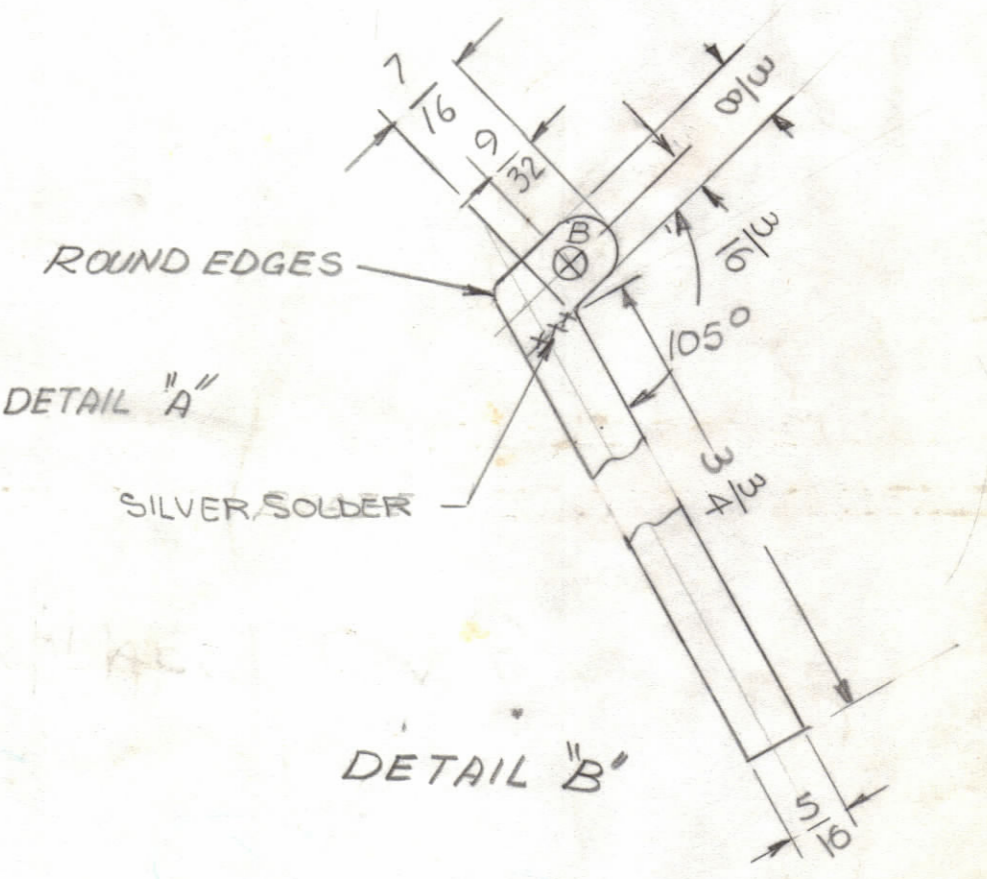 7/16
9/32
3/8
B
3/16
ROUND EDGES
105°
DETAIL "A"
3 3/4
SILVER SOLDER
DETAIL "B"
5/16